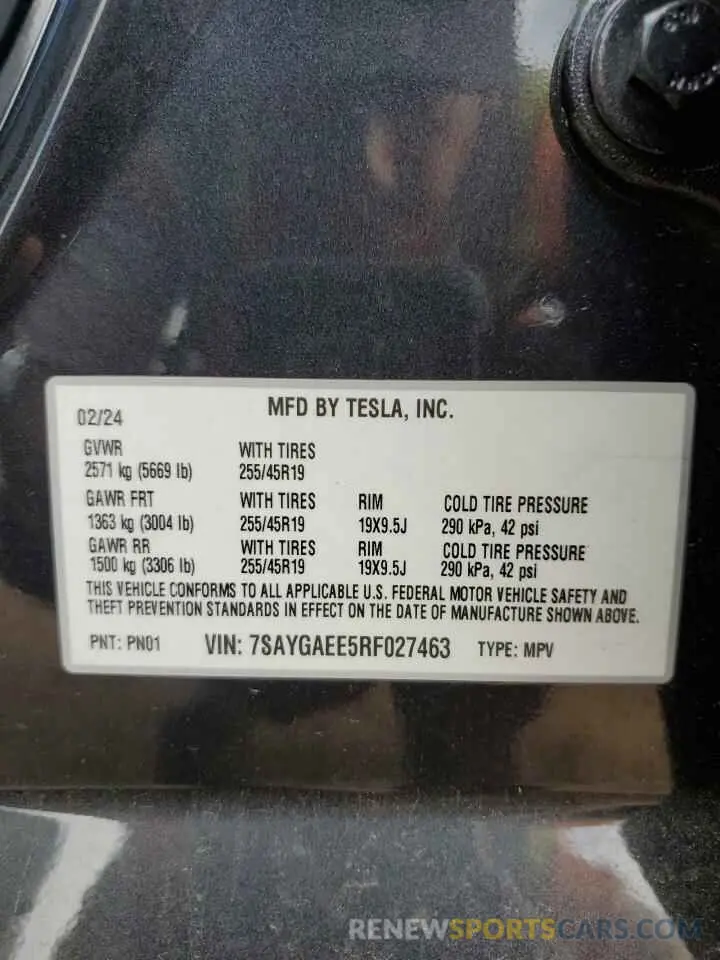 02/24 MFD BY TESLA, INC.
GVWR WITH TIRES
2571 kg (5669 lb) 255/45R19
GAWR FRT WITH TIRES RIM COLD TIRE PRESSURE
1363 kg (3004 lb) 255/45R19 19X9.5J 290 kPa, 42 psi
GAWR RR WITH TIRES RIM COLD TIRE PRESSURE
1500 kg (3306 lb) 255/45R19 19X9.5J 290 kPa, 42 psi
THIS VEHICLE CONFORMS TO ALL APPLICABLE U.S. FEDERAL MOTOR VEHICLE SAFETY AND
THEFT PREVENTION STANDARDS IN EFFECT ON THE DATE OF MANUFACTURE SHOWN ABOVE.
PNT: PN01 VIN: 7SAYGAEE5RF027463 TYPE: MPV
RENEWSPORTSCARS.COM